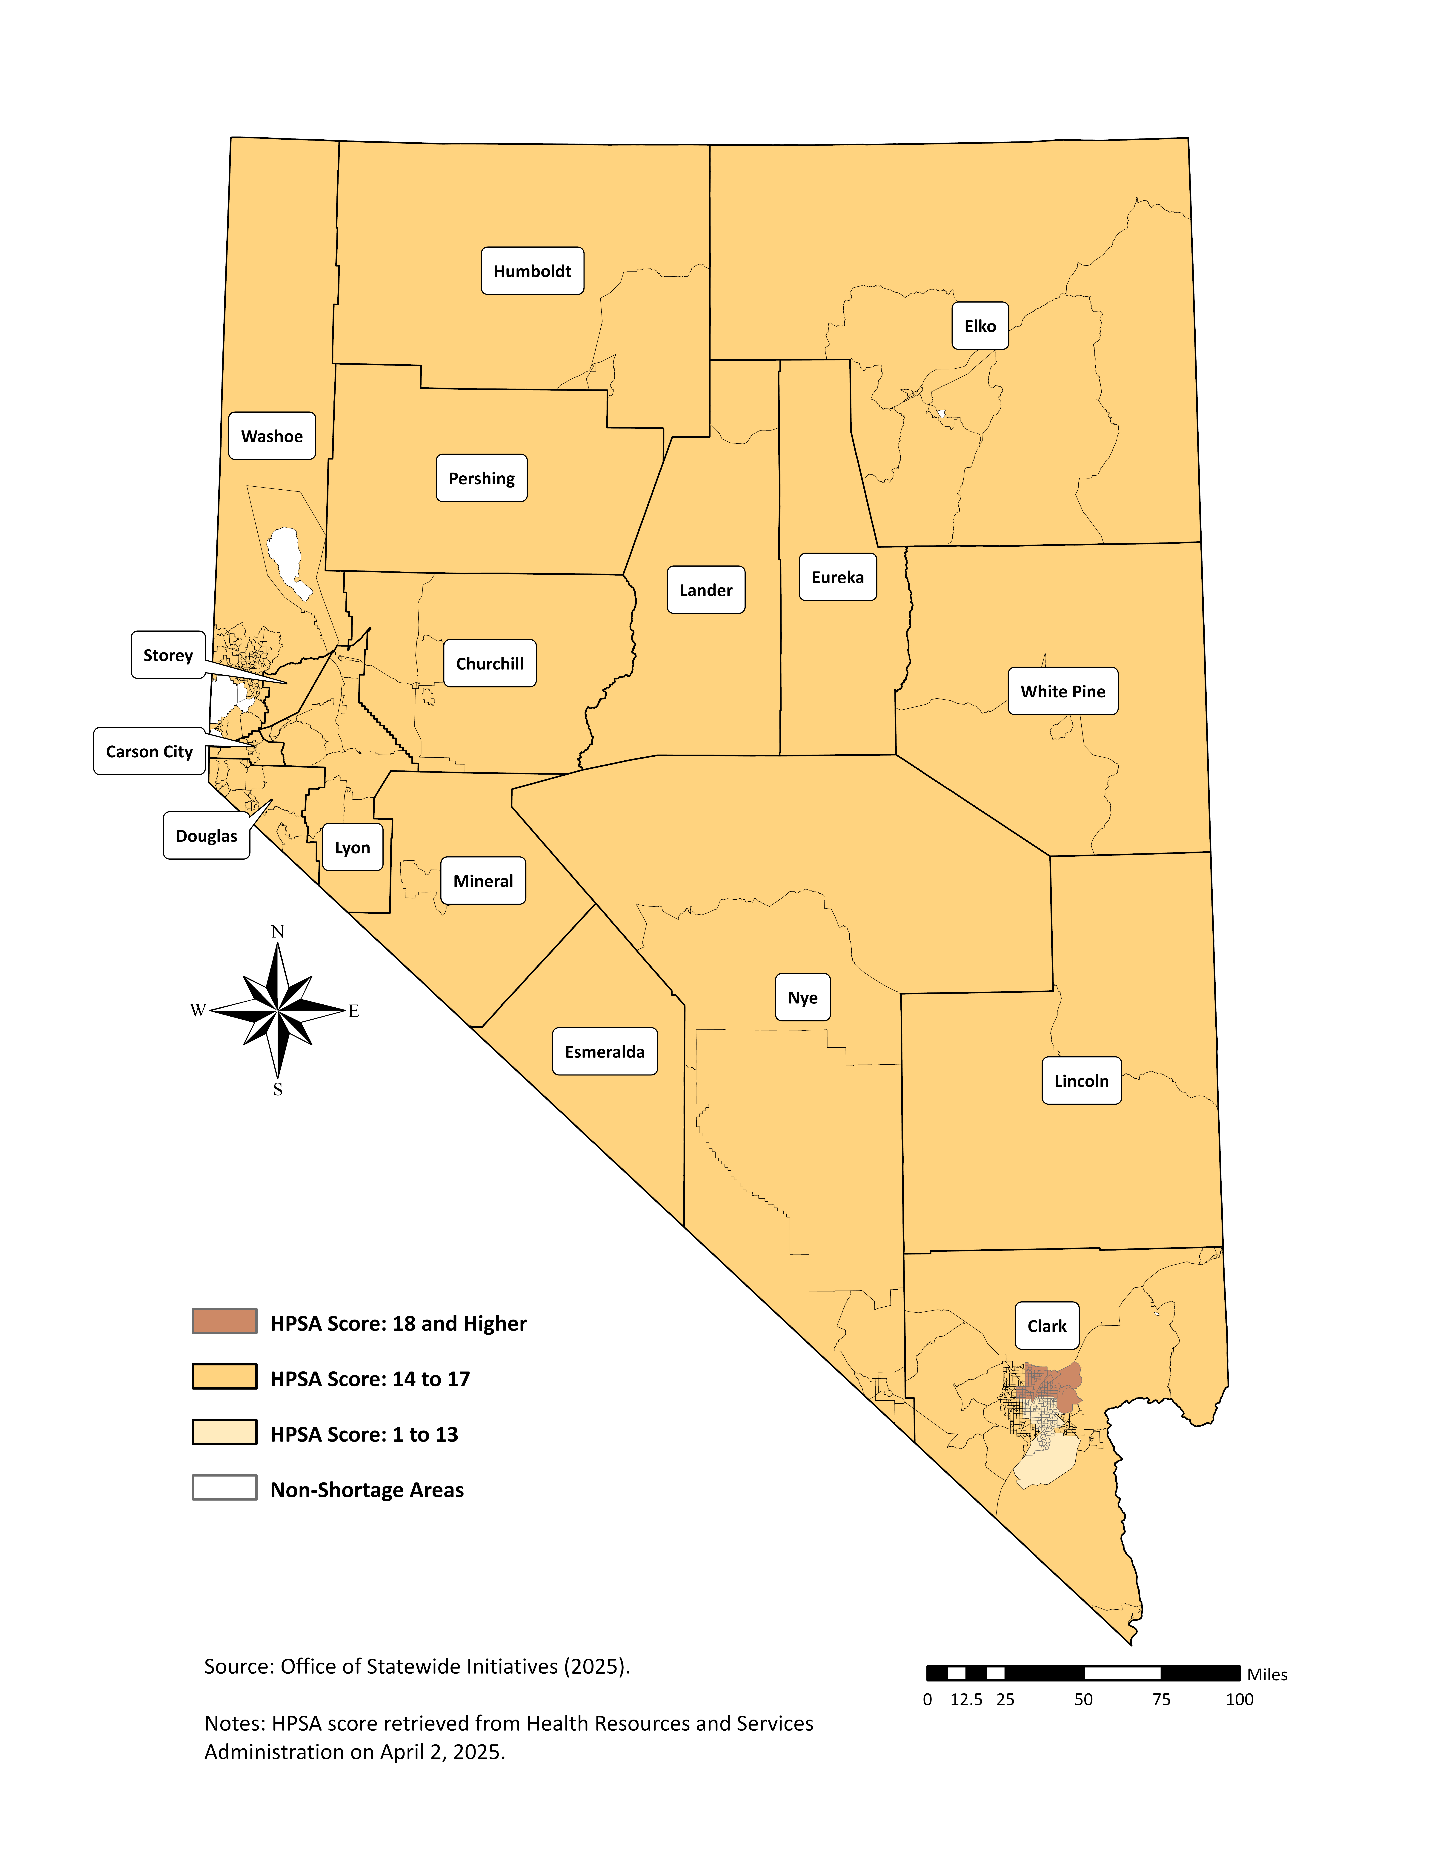 Humboldt
Elko
Washoe
Pershing
Eureka
Lander
Storey
Churchill
White Pine
Carson City
Douglas
Lyon
Mineral
N
W
E
S
Nye
Esmeralda
Lincoln
Clark
HPSA Score: 18 and Higher
HPSA Score: 14 to 17
HPSA Score: 1 to 13
Non-Shortage Areas
Source: Office of Statewide Initiatives (2025).
Miles
0 12.5 25 50 75 100
Notes: HPSA score retrieved from Health Resources and Services
Administration on April 2, 2025.